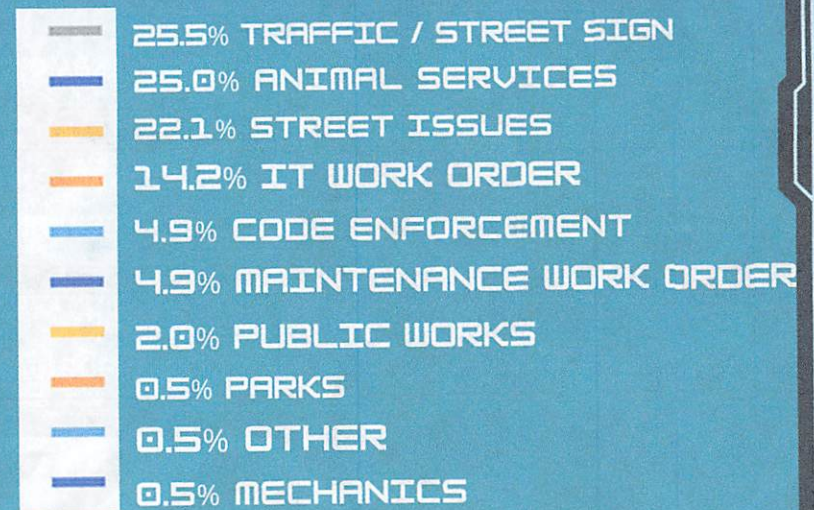 25.5% TRAFFIC / STREET SIGN
25.0% ANIMAL SERVICES
22.1% STREET ISSUES
14.2% IT WORK ORDER
4.9% CODE ENFORCEMENT
4.9% MAINTENANCE WORK ORDER
2.0% PUBLIC WORKS
0.5% PARKS
0.5% OTHER
0.5% MECHANICS